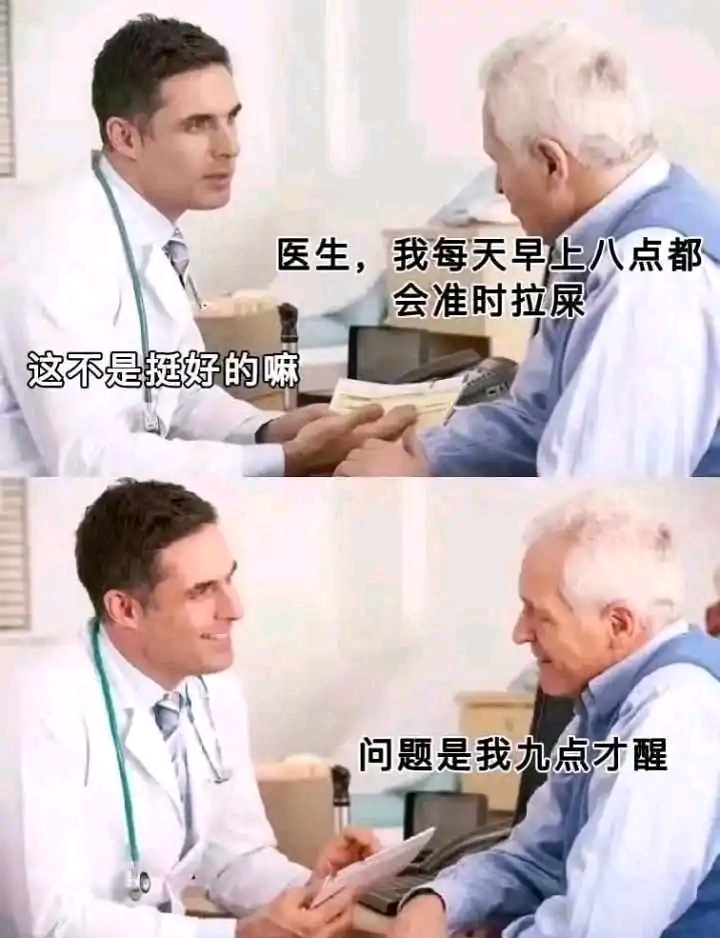 医生，我每天早上八点都
会准时拉屎
这不是挺好的嘛
问题是我九点才醒